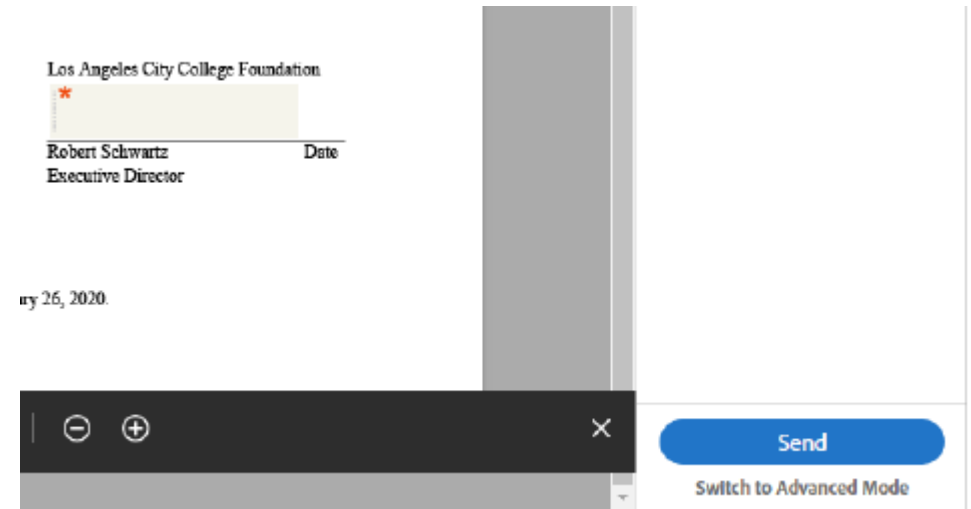 Los Angeles City College Foundation
*
Robert Schwartz Date
Executive Director
ry 26, 2020.
Send
Switch to Advanced Mode